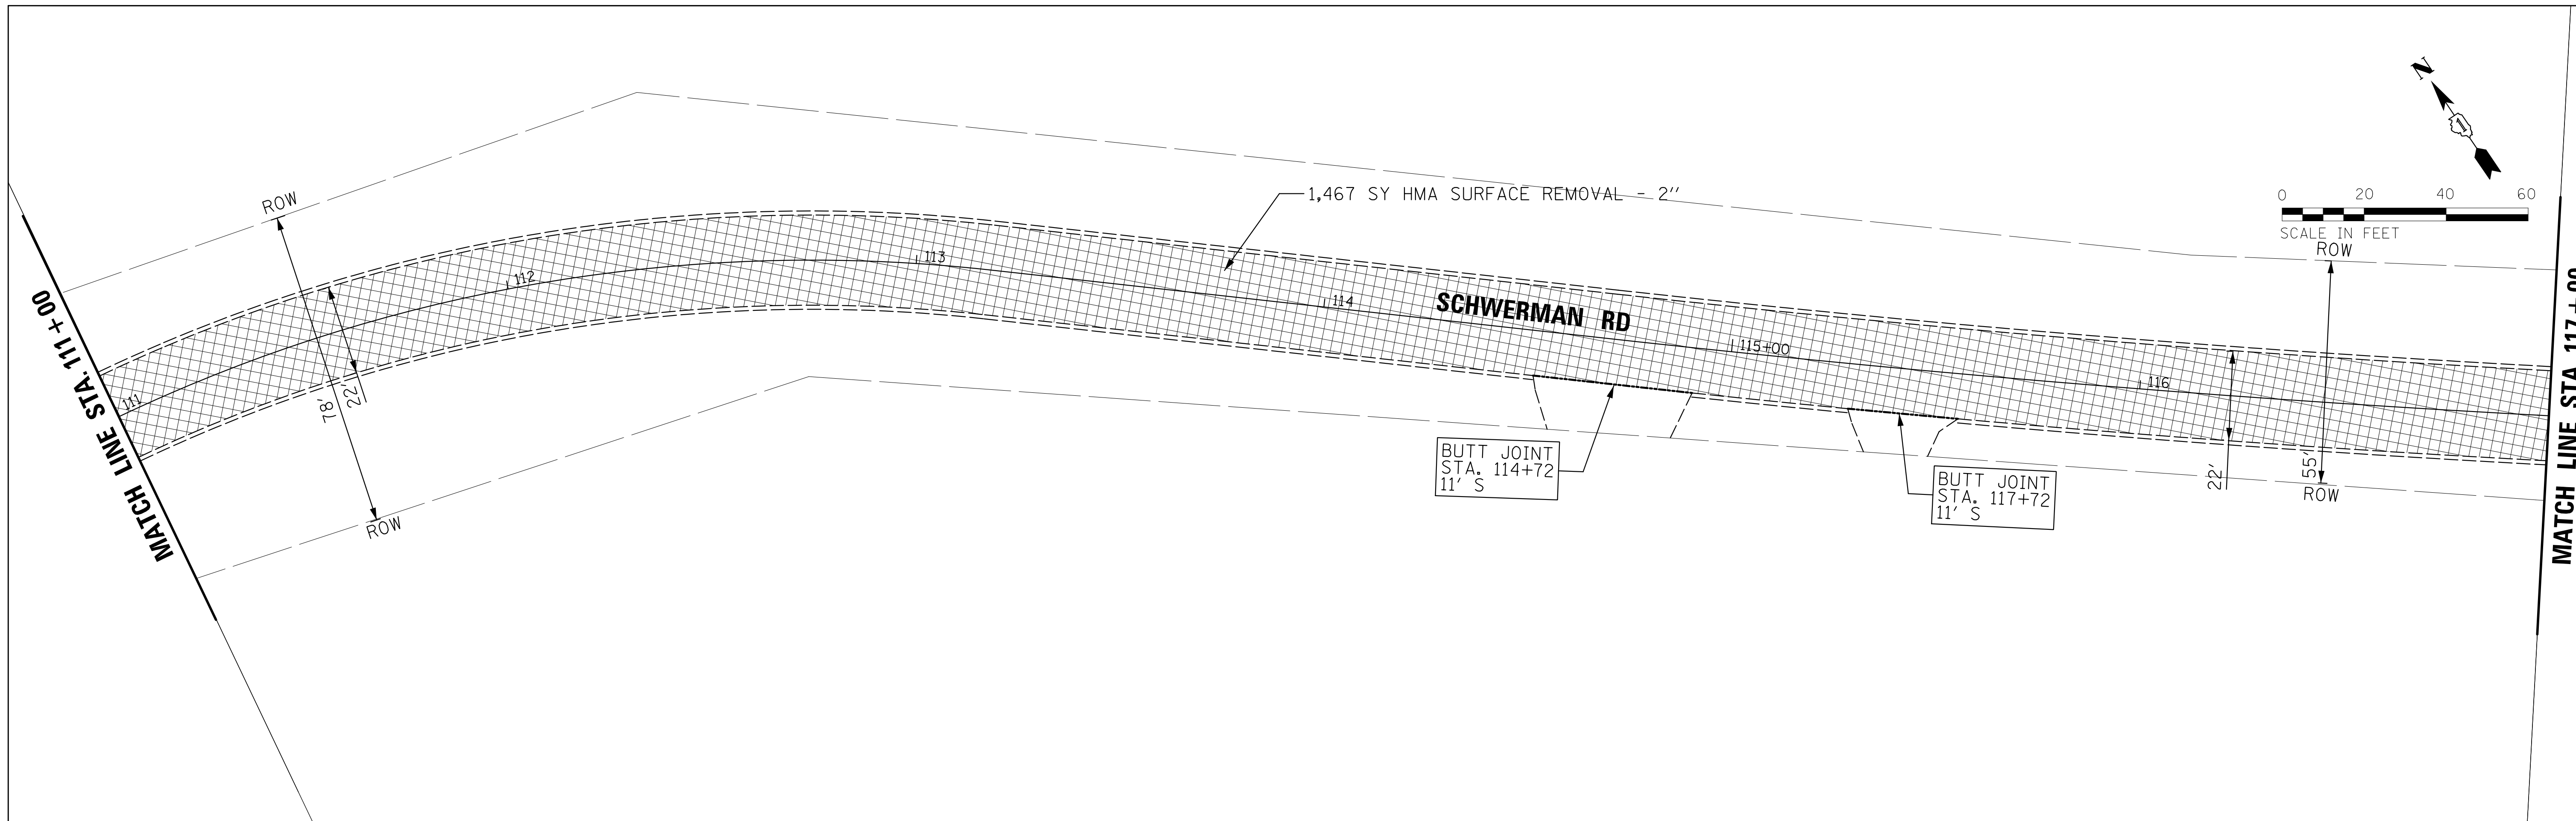 N
0 20 40 60
SCALE IN FEET
ROW
ROW
1,467 SY HMA SURFACE REMOVAL - 2"
MATCH LINE STA. 111+00
111
112
113
114
115+00
116
SCHWERMAN RD
22'
78'
ROW
BUTT JOINT
STA. 114+72
11' S
BUTT JOINT
STA. 117+72
11' S
22'
55'
ROW
MATCH LINE STA. 117+00